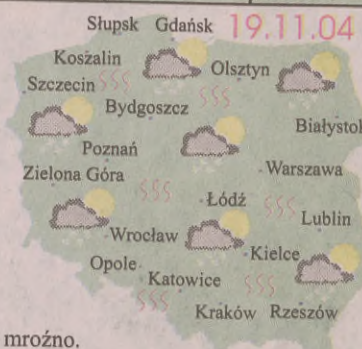 Słupsk Gdańsk 19.11.04
Koszalin
Olsztyn
Szczecin
Bydgoszcz
Białystok
Poznań
Warszawa
Zielona Góra
Łódź
Lublin
Wrocław
Kielce
Opole
Katowice
Kraków Rzeszów
mroźno.